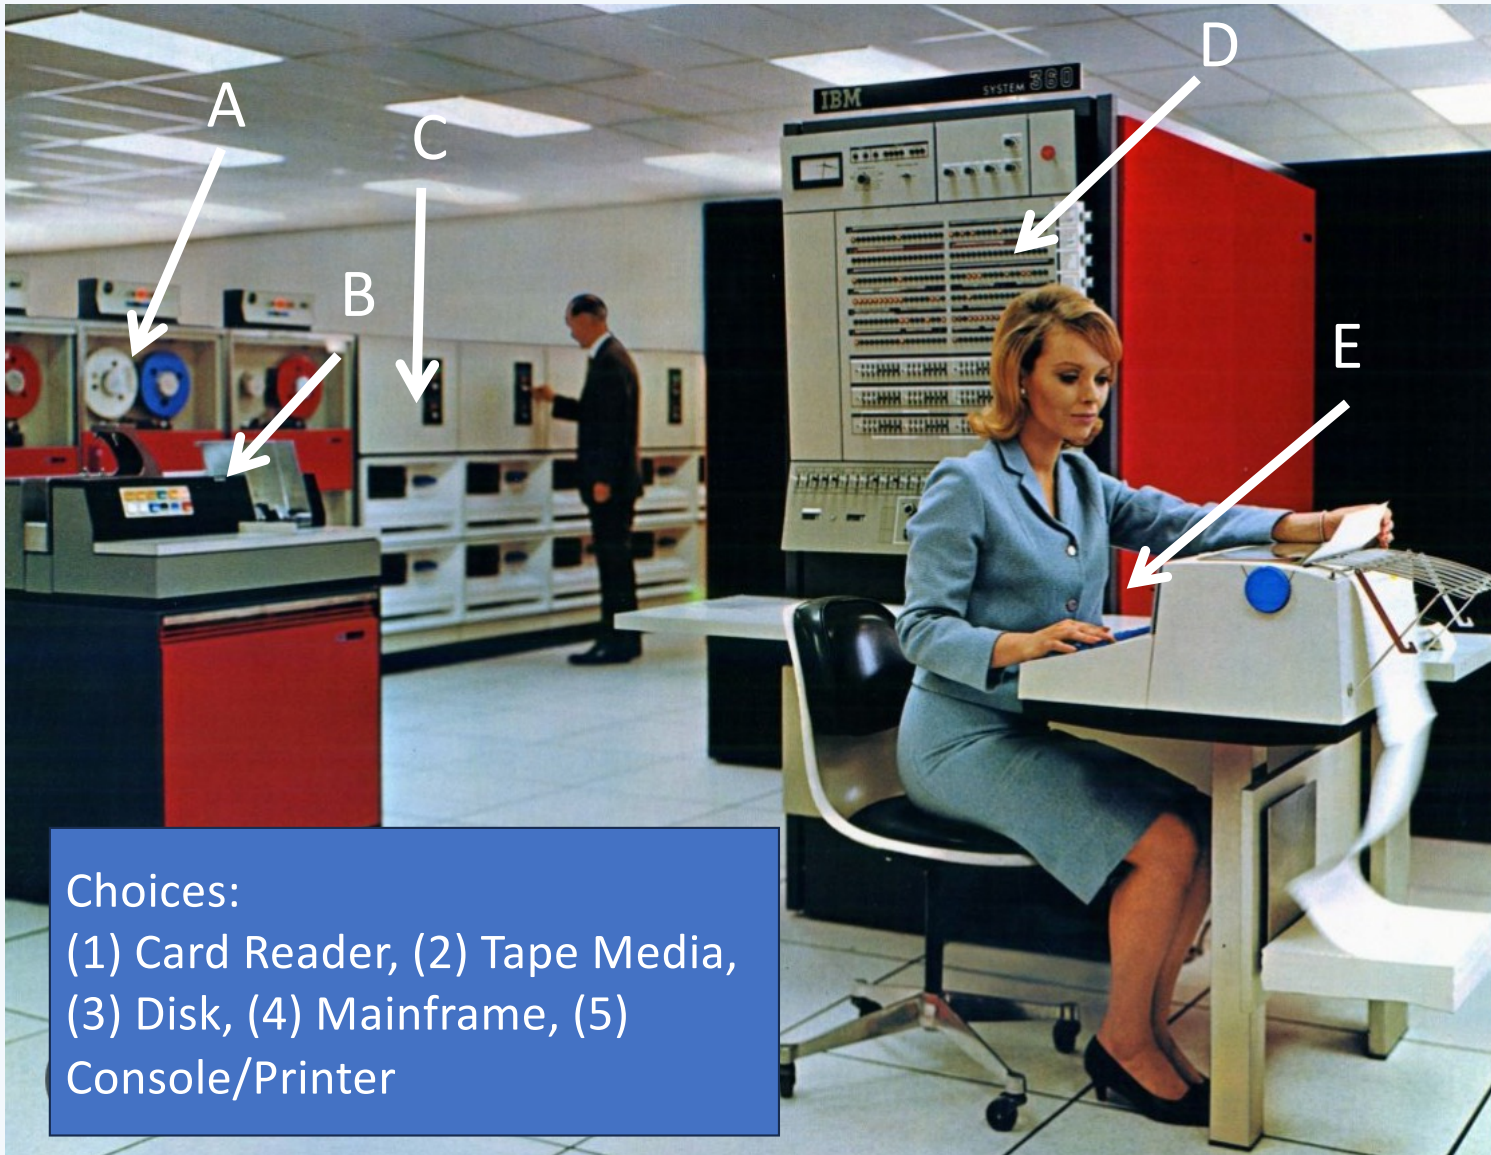 A
C
D
B
E
IBM SYSTEM 360
Choices:
(1) Card Reader, (2) Tape Media,
(3) Disk, (4) Mainframe, (5)
Console/Printer